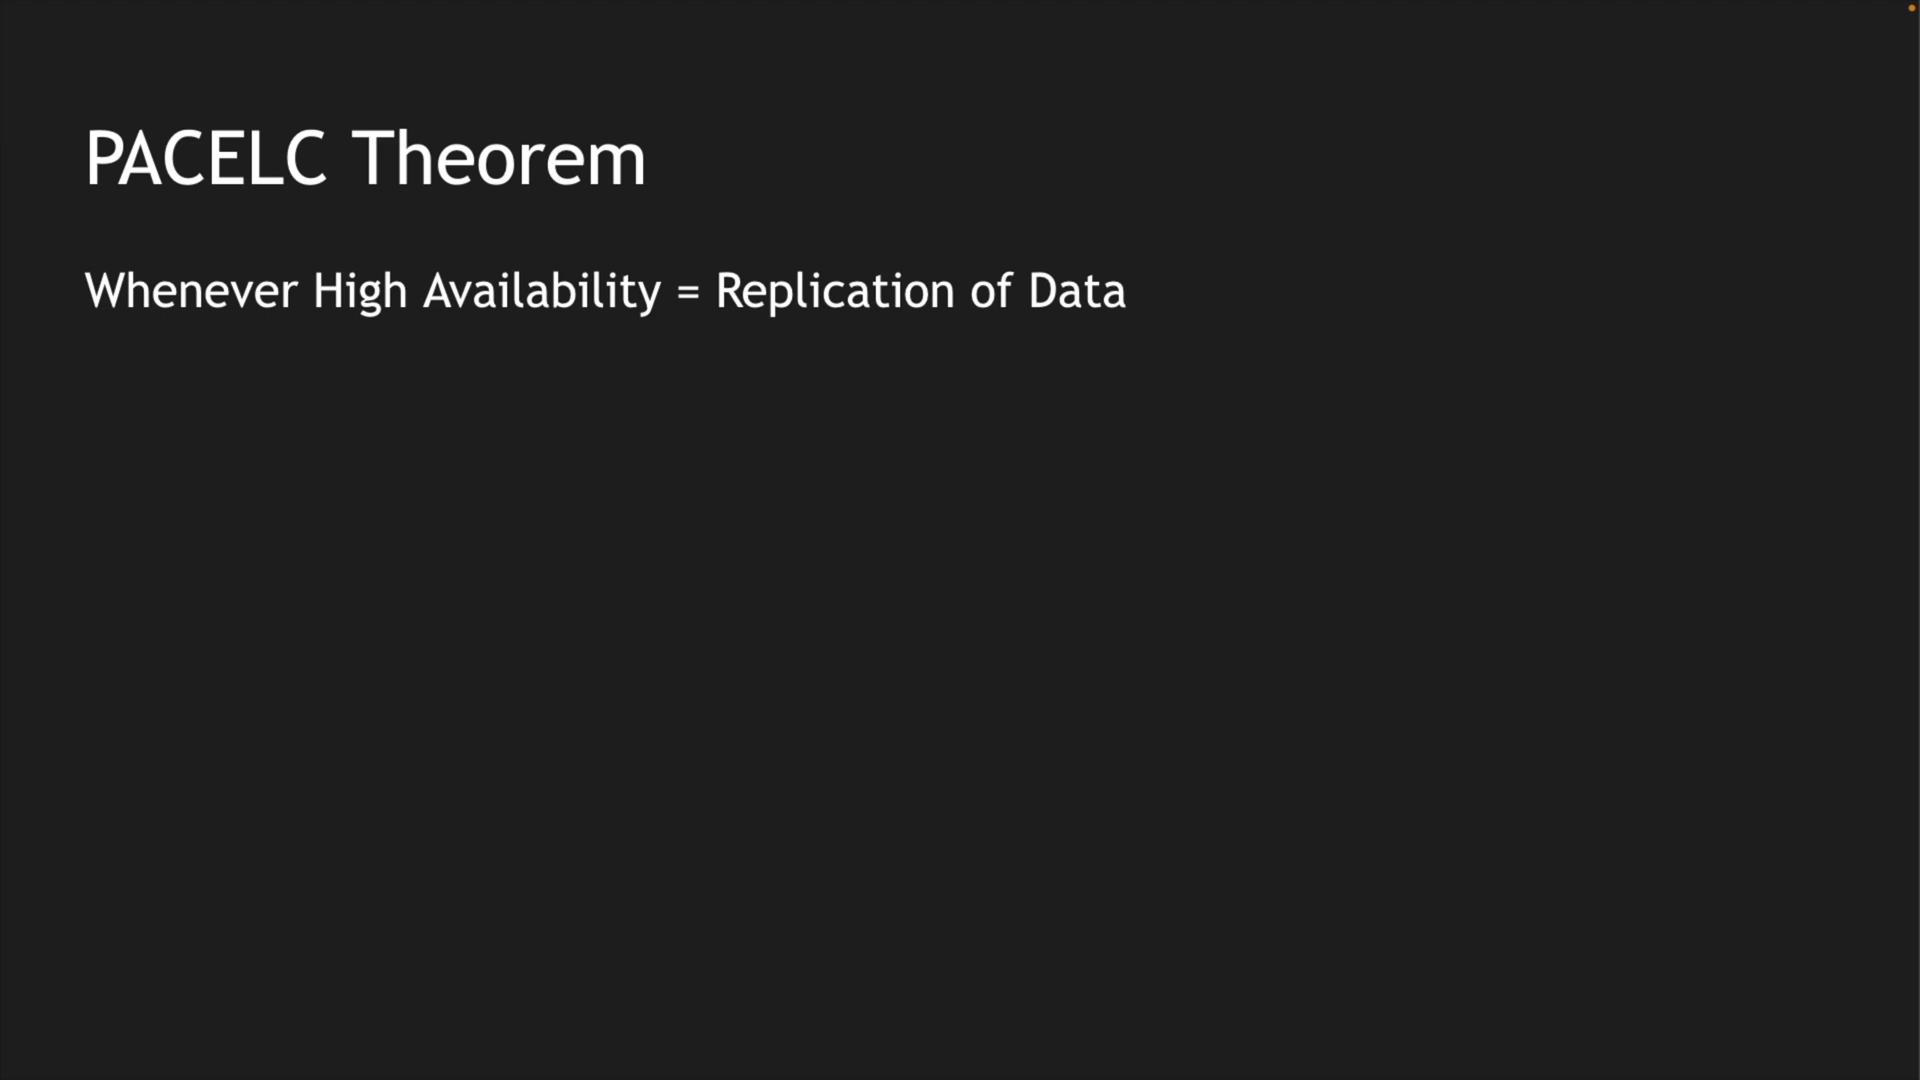 PACELC Theorem
Whenever High Availability = Replication of Data